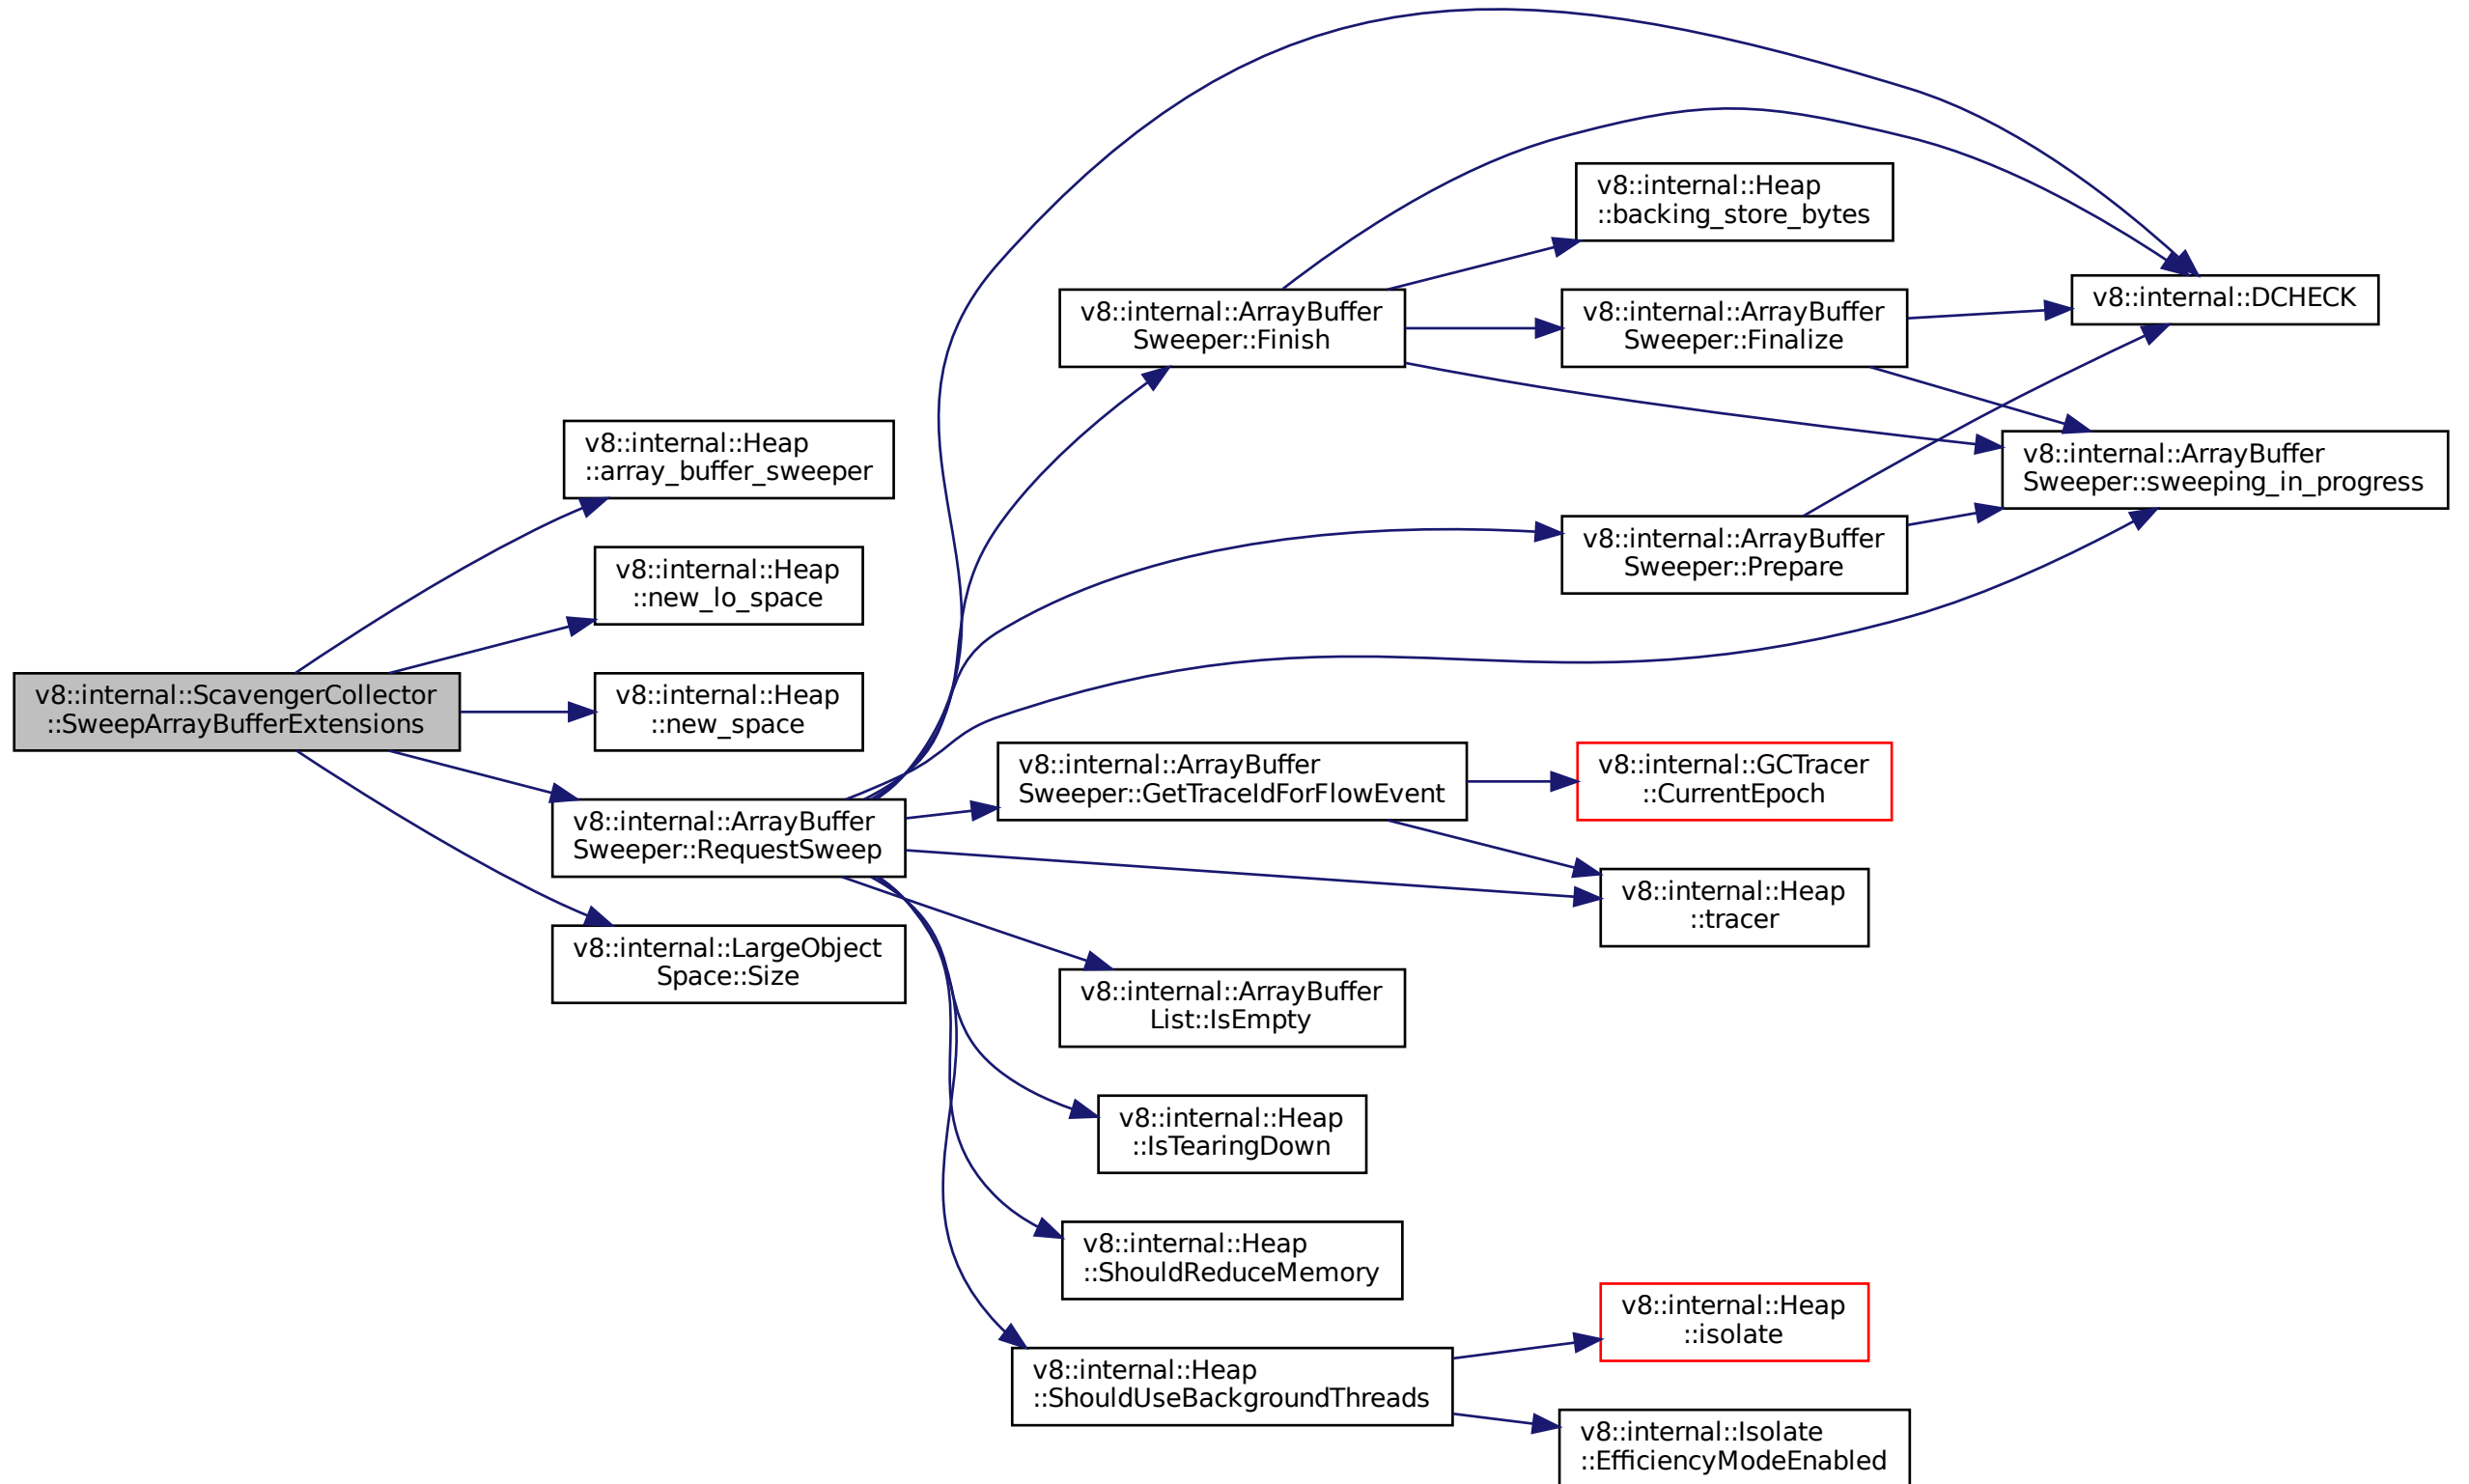 v8::internal::ScavengerCollector
::SweepArrayBufferExtensions
v8::internal::Heap
::array_buffer_sweeper
v8::internal::Heap
::new_lo_space
v8::internal::Heap
::new_space
v8::internal::ArrayBuffer
Sweeper::RequestSweep
v8::internal::LargeObject
Space::Size
v8::internal::ArrayBuffer
Sweeper::Finish
v8::internal::Heap
::backing_store_bytes
v8::internal::ArrayBuffer
Sweeper::Finalize
v8::internal::DCHECK
v8::internal::ArrayBuffer
Sweeper::sweeping_in_progress
v8::internal::ArrayBuffer
Sweeper::Prepare
v8::internal::ArrayBuffer
Sweeper::GetTraceIdForFlowEvent
v8::internal::GCTracer
::CurrentEpoch
v8::internal::Heap
::tracer
v8::internal::ArrayBuffer
List::IsEmpty
v8::internal::Heap
::IsTearingDown
v8::internal::Heap
::ShouldReduceMemory
v8::internal::Heap
::ShouldUseBackgroundThreads
v8::internal::Heap
::isolate
v8::internal::Isolate
::EfficiencyModeEnabled